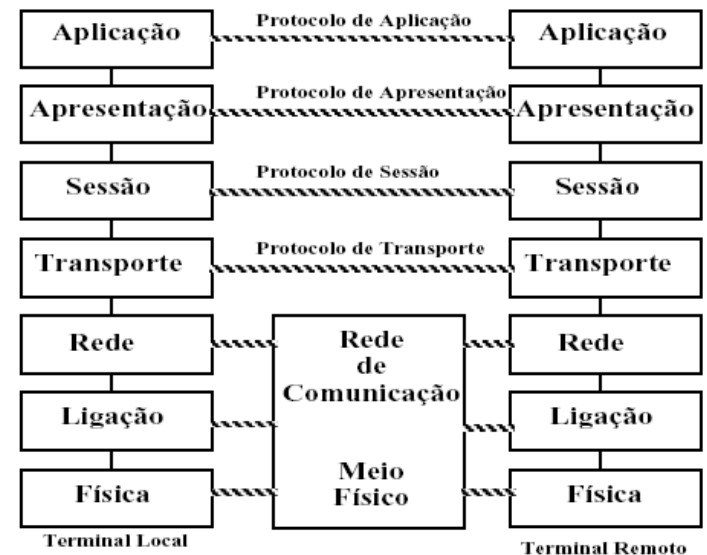 Aplicação
Protocolo de Aplicação
Aplicação
Apresentação
Protocolo de Apresentação
Apresentação
Sessão
Protocolo de Sessão
Sessão
Transporte
Protocolo de Transporte
Transporte
Rede
Rede
de
Comunicação
Rede
Ligação
Ligação
Física
Meio
Físico
Física
Terminal Local
Terminal Remoto